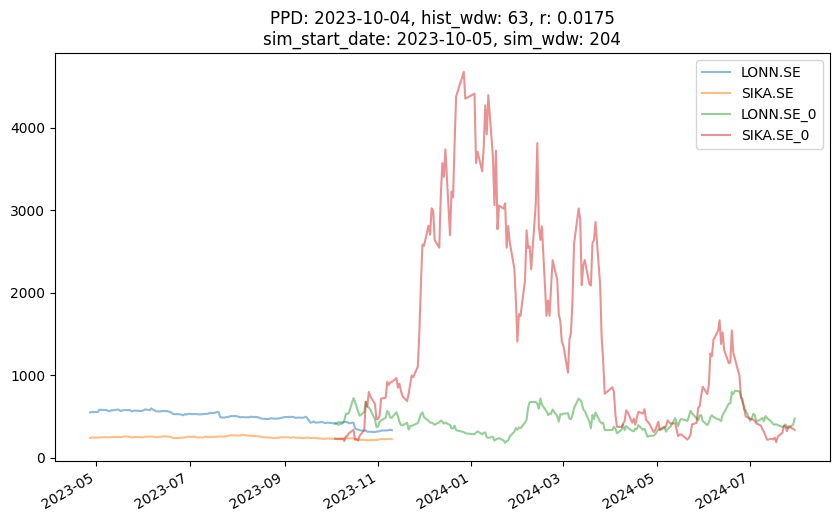 PPD: 2023-10-04, hist_wdw: 63, r: 0.0175
sim_start_date: 2023-10-05, sim_wdw: 204
LONN.SE
SIKA.SE
LONN.SE_0
SIKA.SE_0
4000
3000
2000
1000
0
2023-05
2023-07
2023-09
2023-11
2024-01
2024-03
2024-05
2024-07